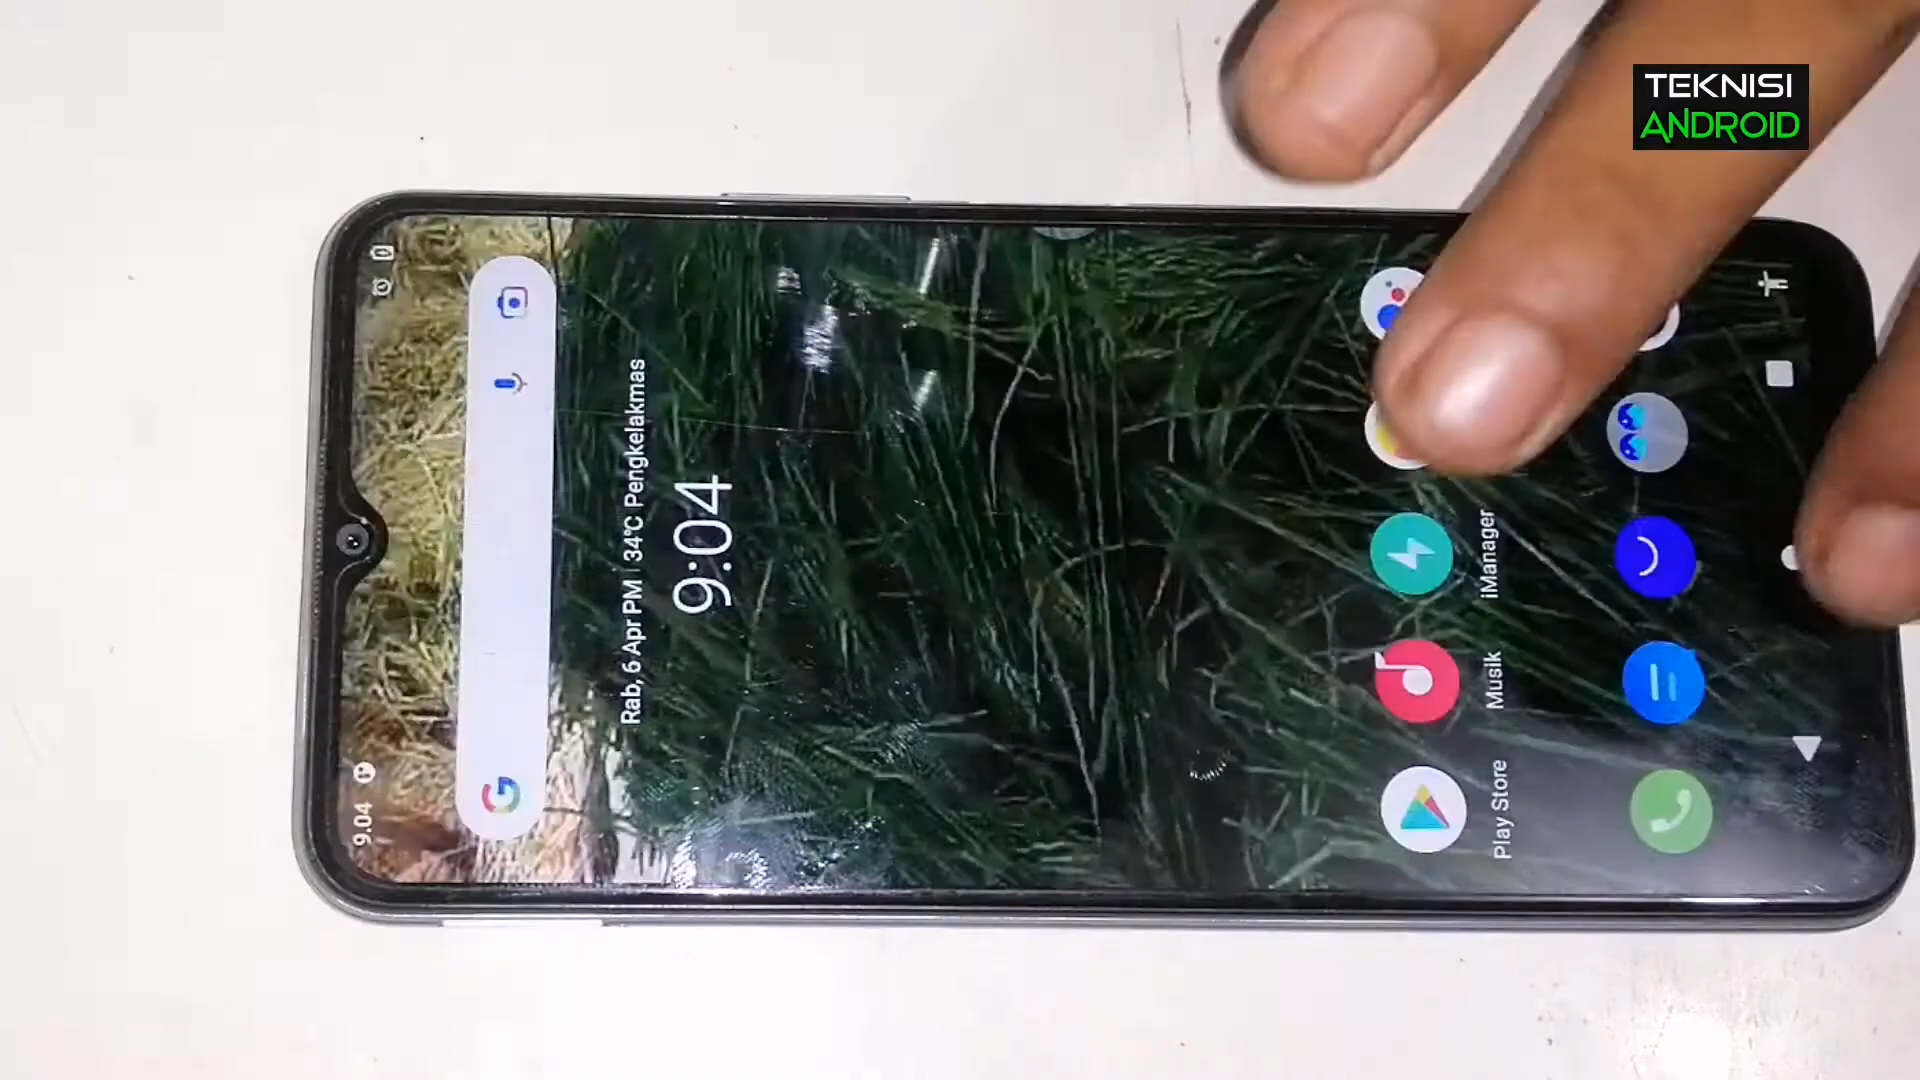 TEKNISI
ANDROID
9.04
Rab, 6 Apr PM | 34°C Pengkelakmas
9:04
Play Store
Musik
iManager